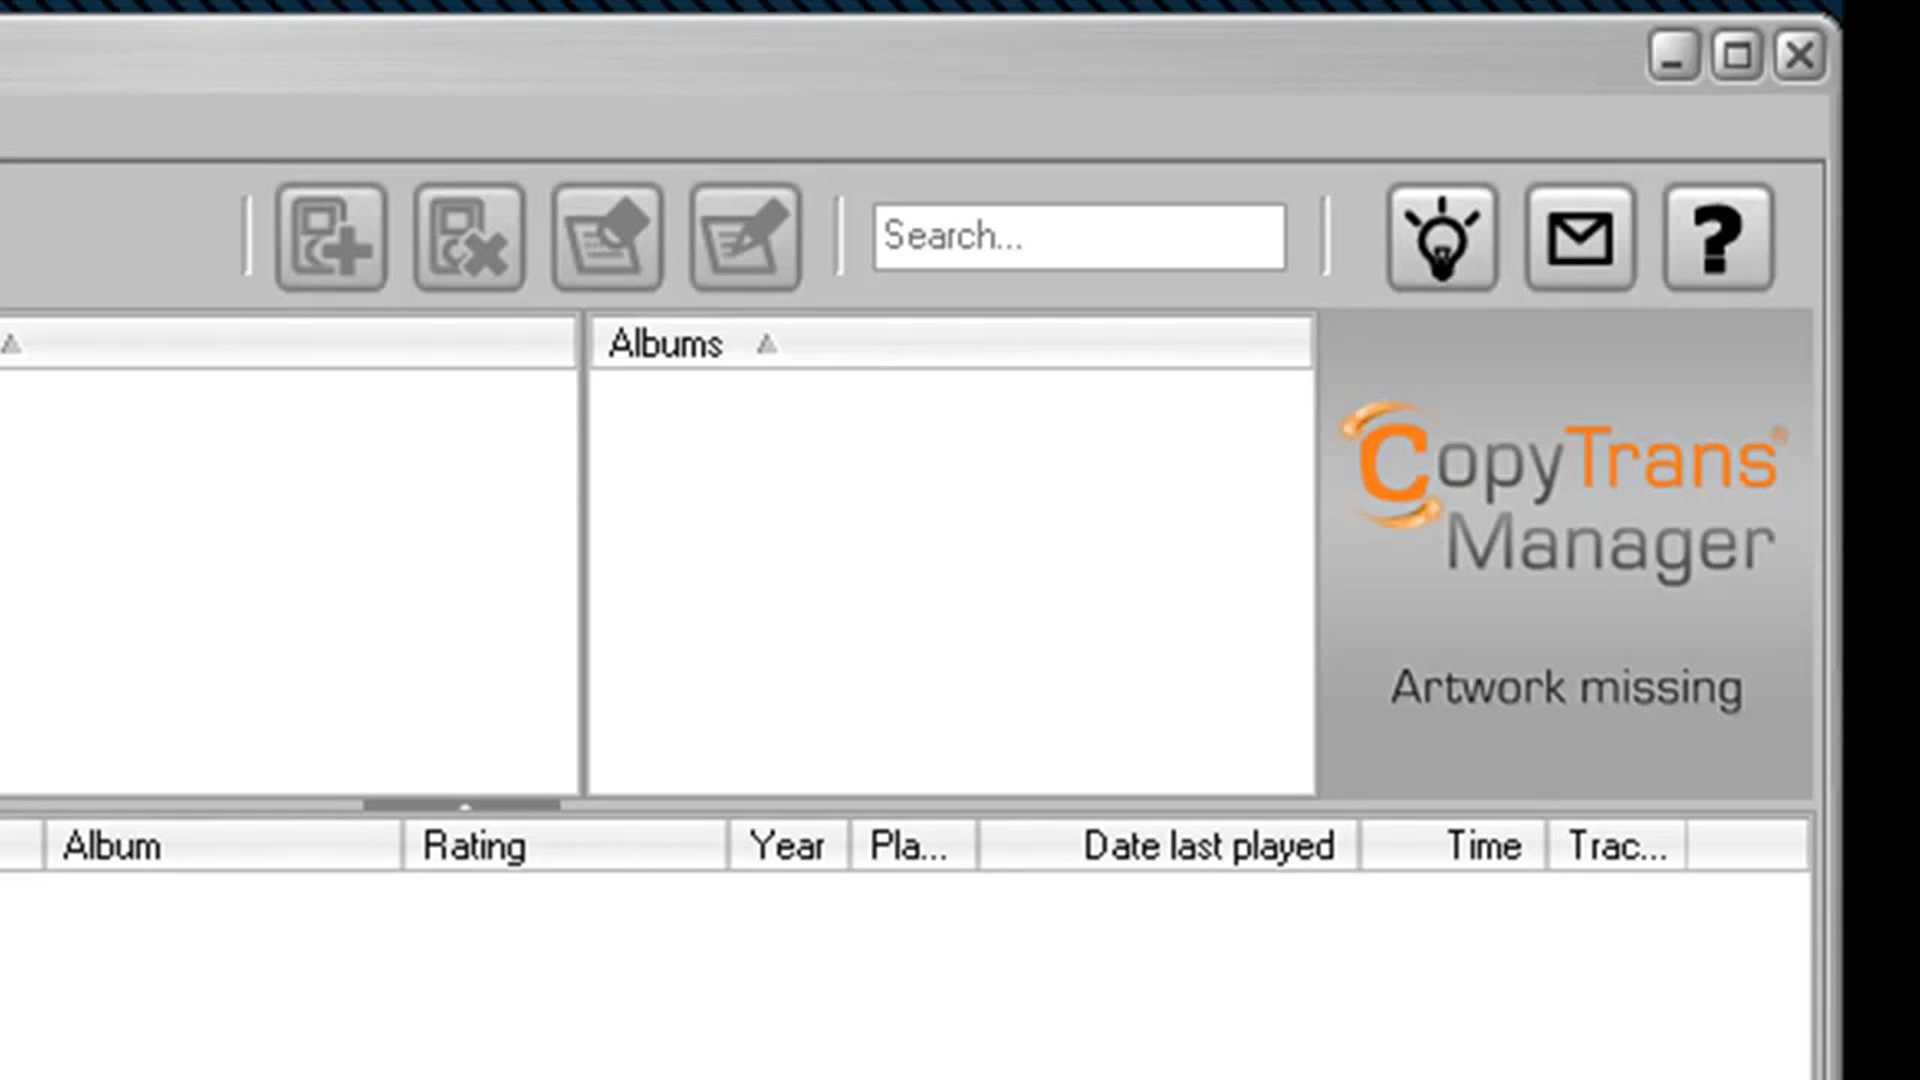 Search...
Albums
CopyTrans®
Manager
Artwork missing
Album Rating Year Pla... Date last played Time Trac...